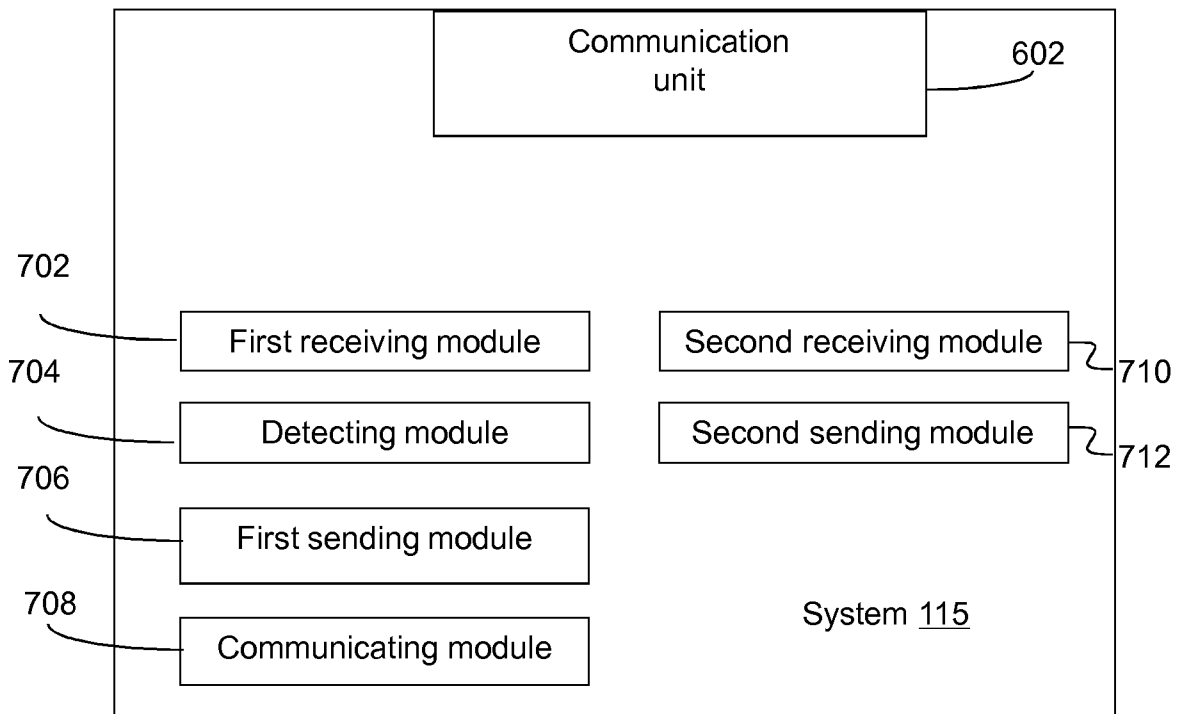 Communication
unit
602
702
First receiving module
Second receiving module
710
704
Detecting module
Second sending module
712
706
First sending module
708
Communicating module
System 115